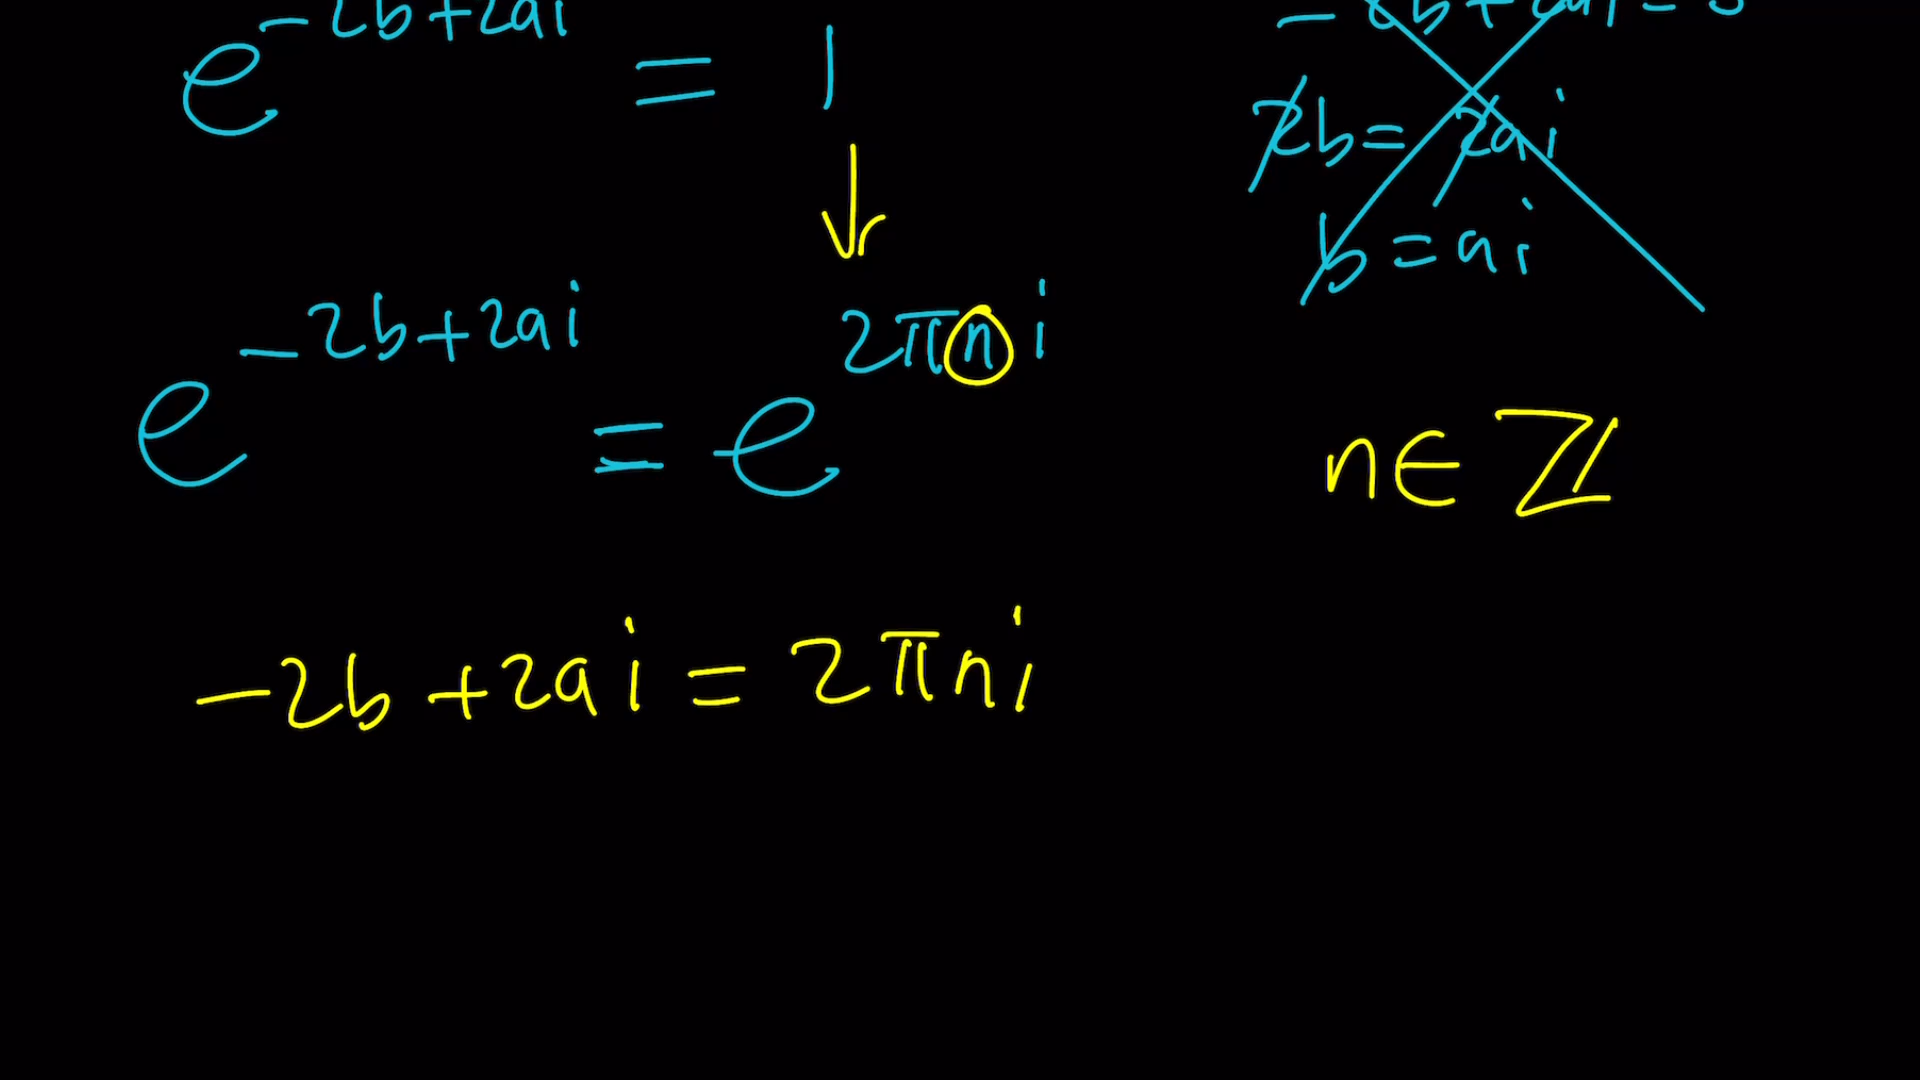 e^{-2b+2ai} = 1
e^{-2b+2ai} = e^{2πni}
-2b+2ai = 2πni
2b = 2ai
b = ai
n∈ℤ